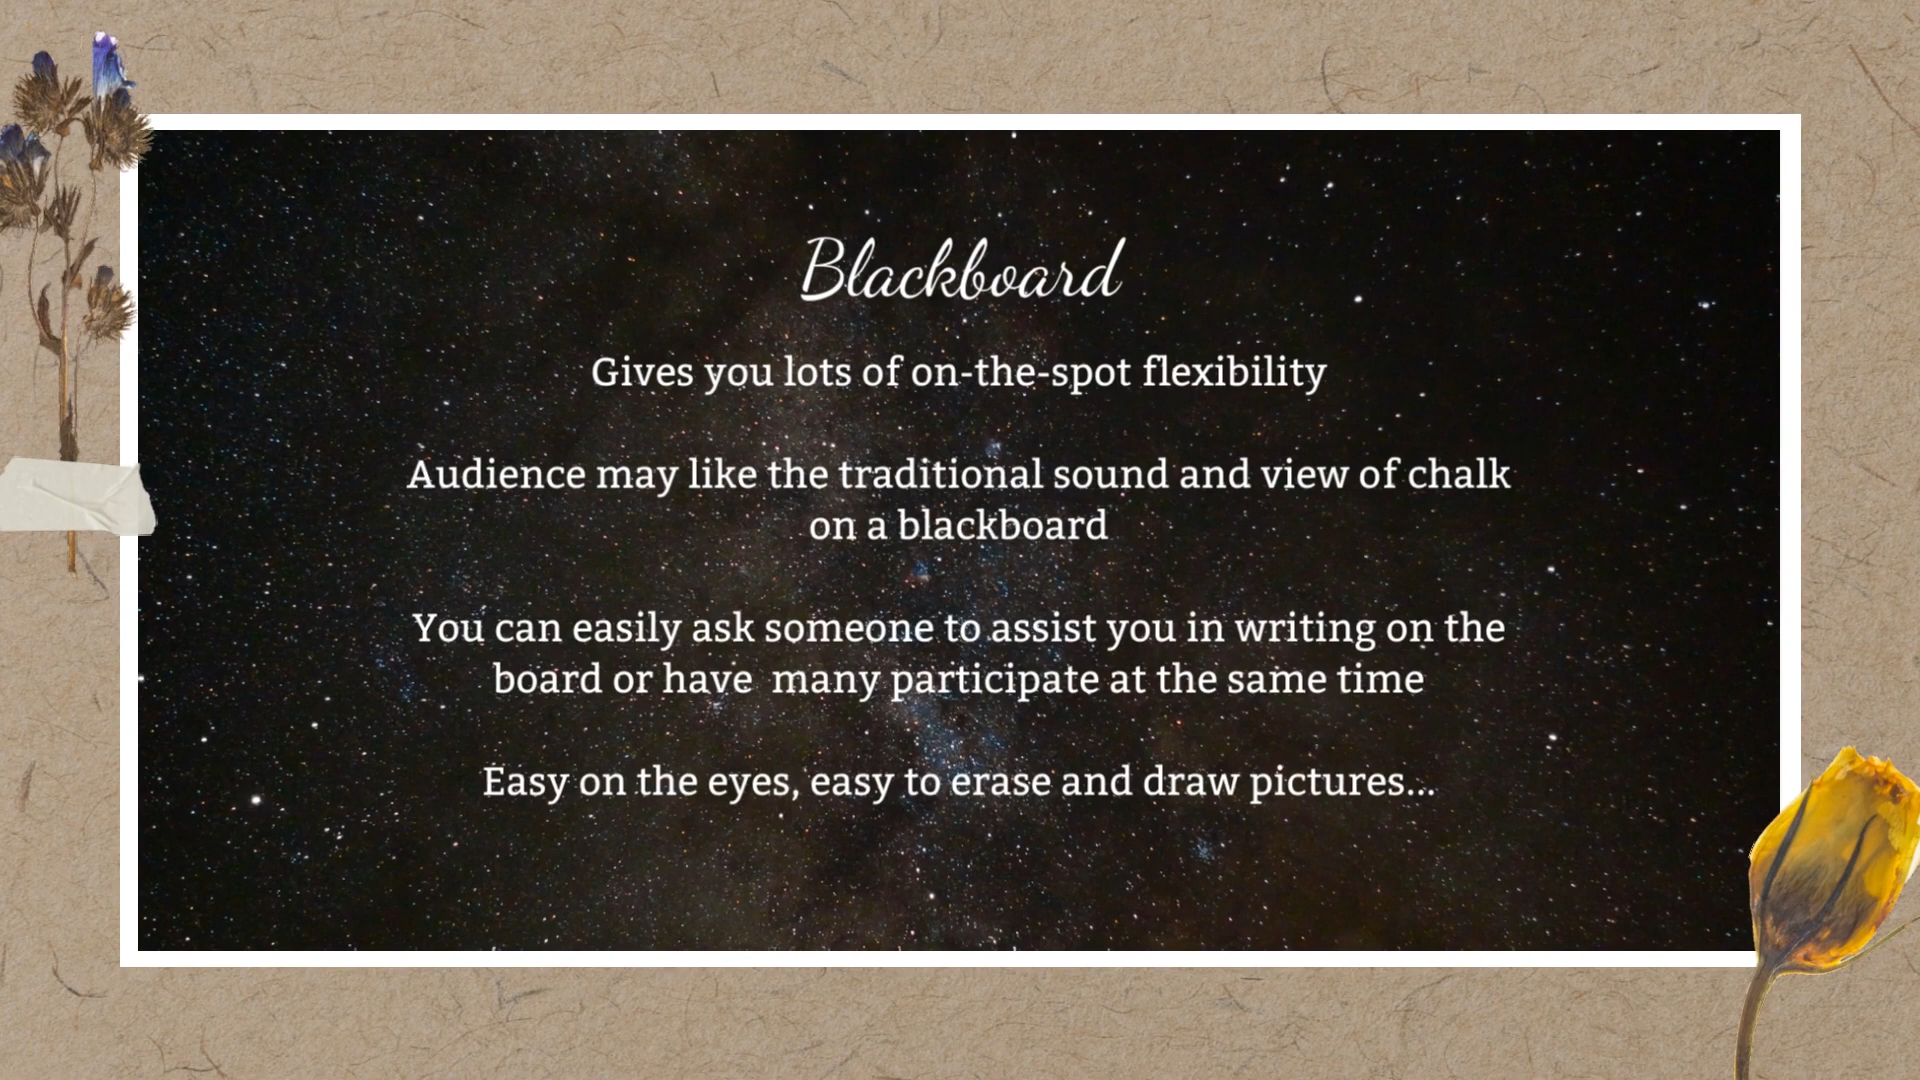 Blackboard
Gives you lots of on-the-spot flexibility
Audience may like the traditional sound and view of chalk
on a blackboard
You can easily ask someone to assist you in writing on the
board or have  many participate at the same time
Easy on the eyes, easy to erase and draw pictures...